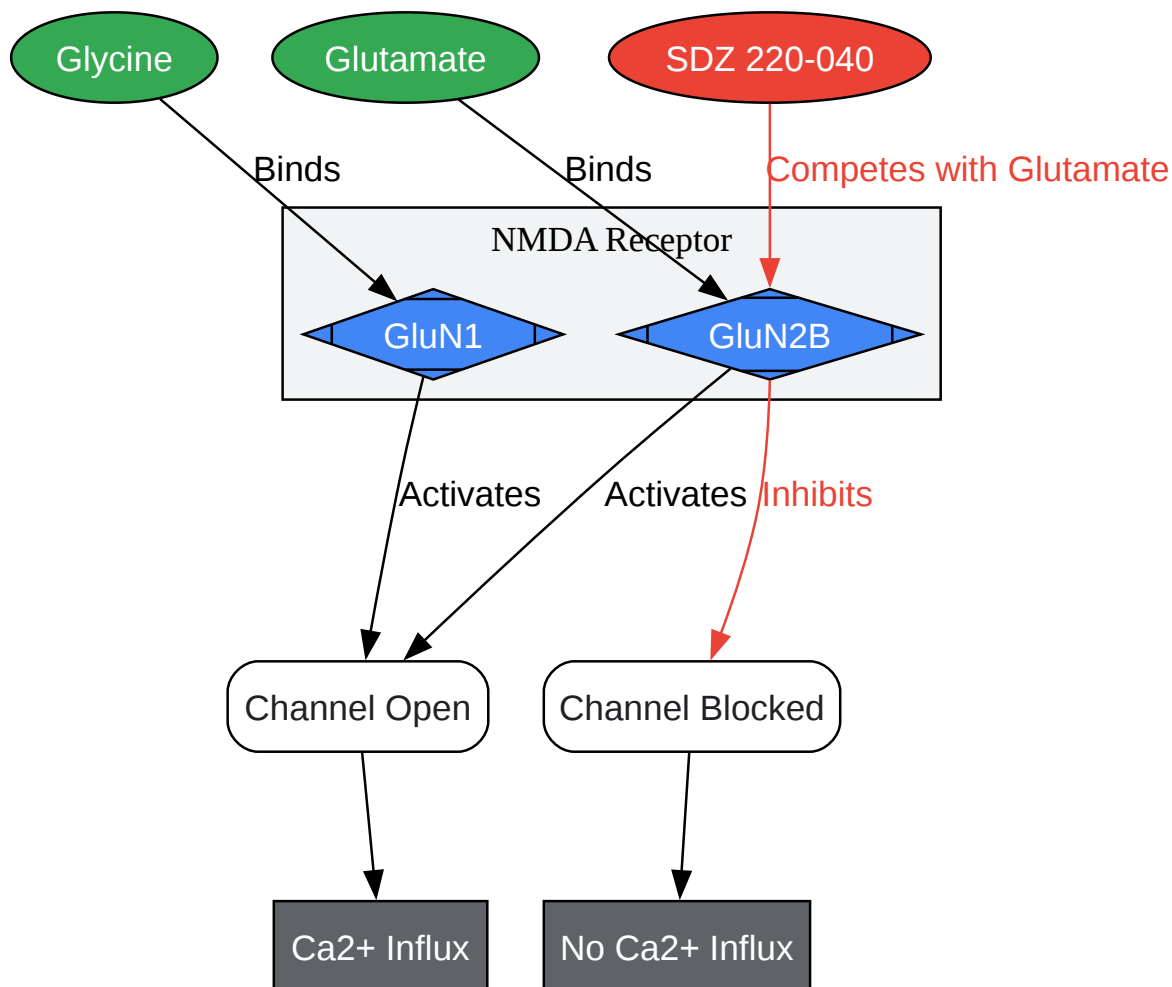 Glycine
Glutamate
SDZ 220-040
Binds
Binds
Competes with Glutamate
NMDA Receptor
GluN1
GluN2B
Activates
Activates
Inhibits
Channel Open
Channel Blocked
Ca2+ Influx
No Ca2+ Influx